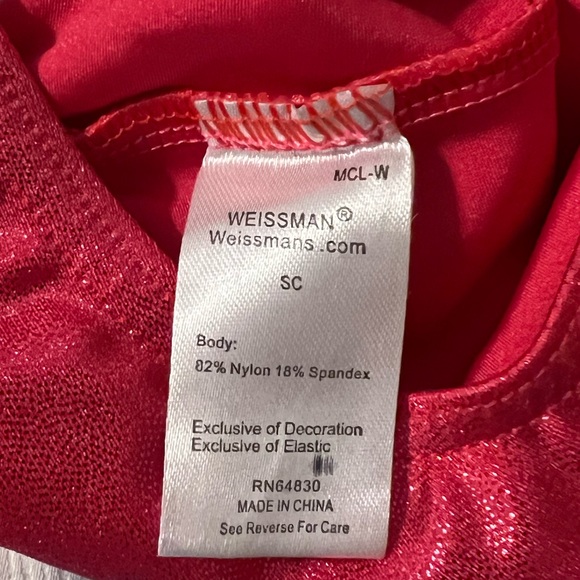 MCL-W
WEISSMAN®
Weissmans.com
SC
Body:
82% Nylon 18% Spandex
Exclusive of Decoration
Exclusive of Elastic
RN64830
MADE IN CHINA
See Reverse For Care